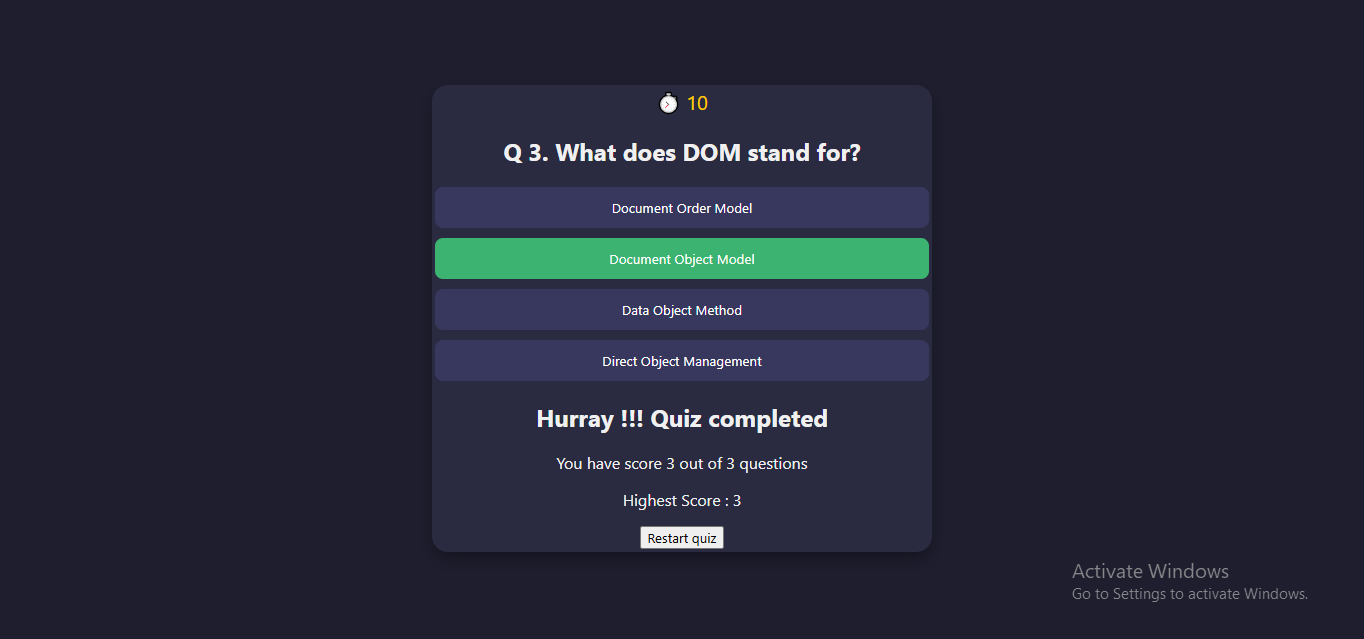 10
Q 3. What does DOM stand for?
Document Order Model
Document Object Model
Data Object Method
Direct Object Management
Hurray !!! Quiz completed
You have score 3 out of 3 questions
Highest Score : 3
Restart quiz
Activate Windows
Go to Settings to activate Windows.